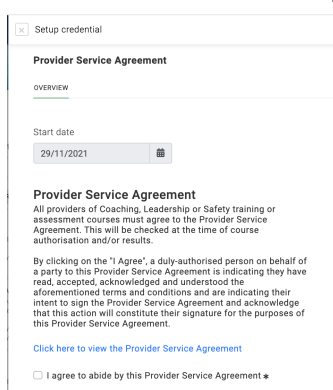 Setup credential
Provider Service Agreement
OVERVIEW
Start date
29/11/2021
Provider Service Agreement
All providers of Coaching, Leadership or Safety training or
assessment courses must agree to the Provider Service
Agreement. This will be checked at the time of course
authorisation and/or results.
By clicking on the "I Agree", a duly-authorised person on behalf of
a party to this Provider Service Agreement is indicating they have
read, accepted, acknowledged and understood the
aforementioned terms and conditions and are indicating their
intent to sign the Provider Service Agreement and acknowledge
that this action will constitute their signature for the purposes of
this Provider Service Agreement.
Click here to view the Provider Service Agreement
I agree to abide by this Provider Service Agreement *